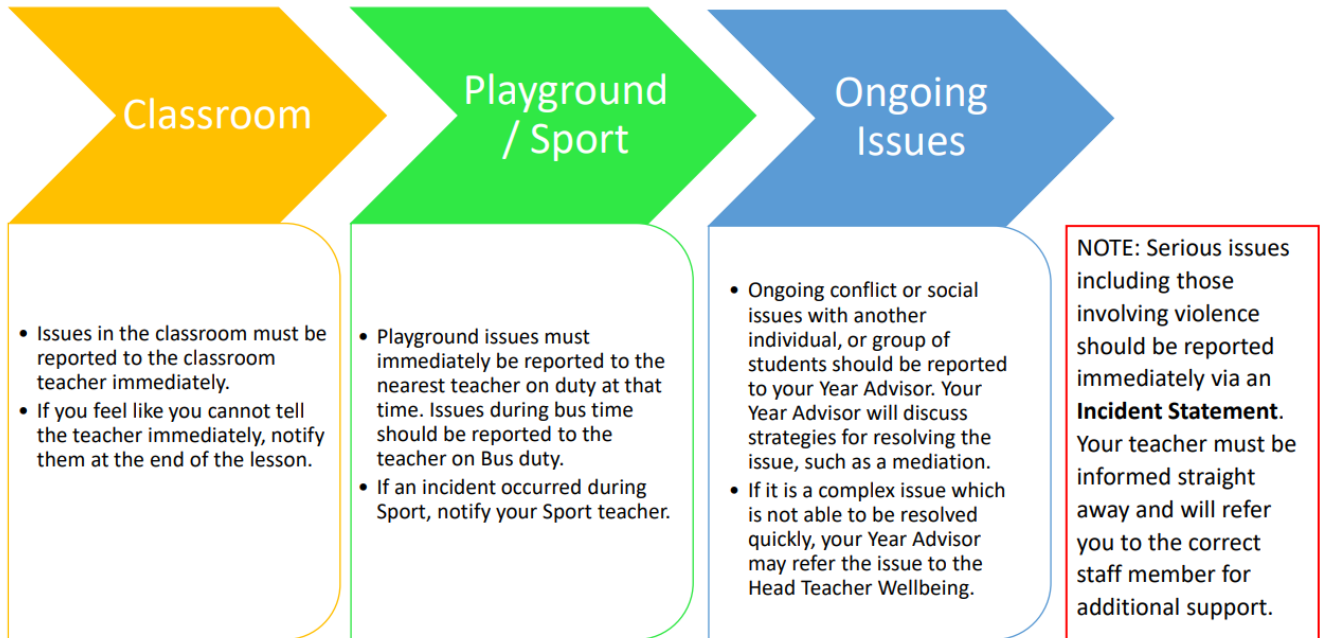 Classroom
• Issues in the classroom must be
reported to the classroom
teacher immediately.
• If you feel like you cannot tell
the teacher immediately, notify
them at the end of the lesson.
Playground
/ Sport
• Playground issues must
immediately be reported to the
nearest teacher on duty at that
time. Issues during bus time
should be reported to the
teacher on Bus duty.
• If an incident occurred during
Sport, notify your Sport teacher.
Ongoing
Issues
• Ongoing conflict or social
issues with another
individual, or group of
students should be reported
to your Year Advisor. Your
Year Advisor will discuss
strategies for resolving the
issue, such as a mediation.
• If it is a complex issue which
is not able to be resolved
quickly, your Year Advisor
may refer the issue to the
Head Teacher Wellbeing.
NOTE: Serious issues
including those
involving violence
should be reported
immediately via an
Incident Statement.
Your teacher must be
informed straight
away and will refer
you to the correct
staff member for
additional support.